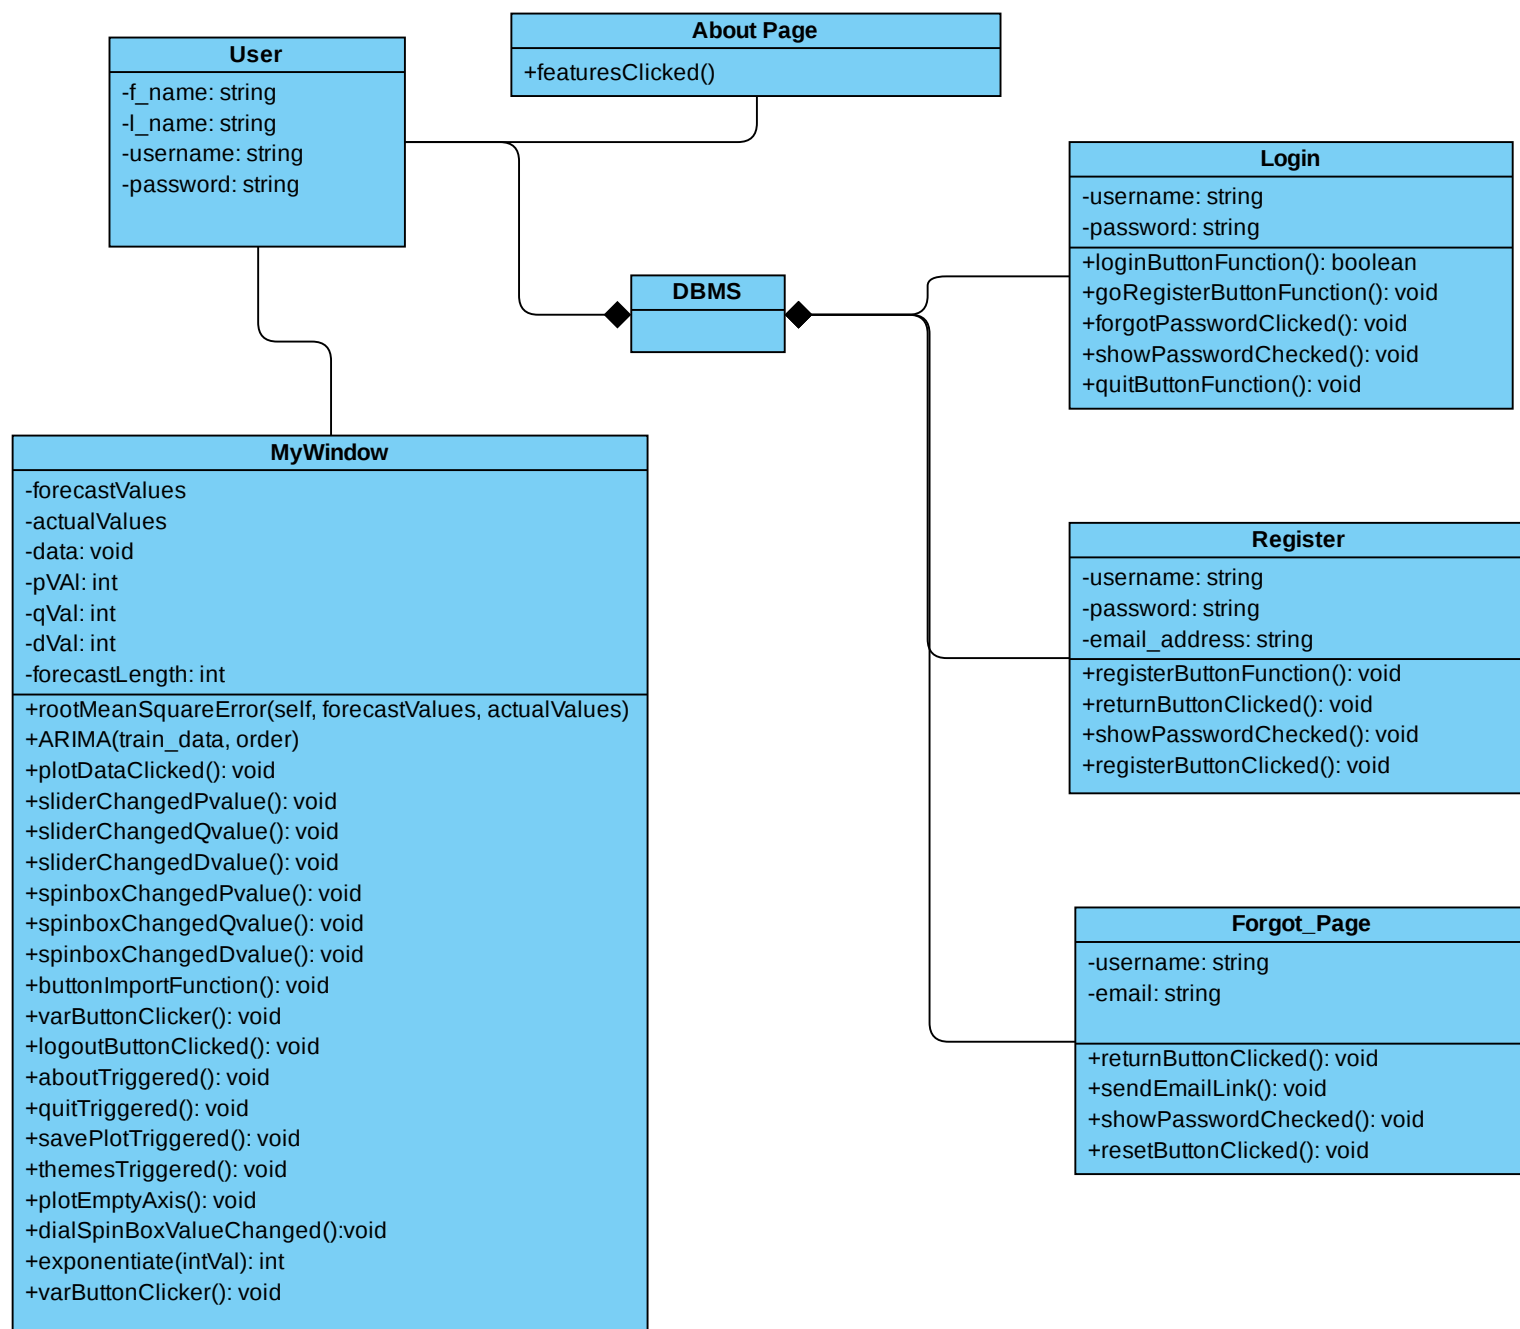 User
-f_name: string
-l_name: string
-username: string
-password: string
About Page
+featuresClicked()
DBMS
Login
-username: string
-password: string
+loginButtonFunction(): boolean
+goRegisterButtonFunction(): void
+forgotPasswordClicked(): void
+showPasswordChecked(): void
+quitButtonFunction(): void
MyWindow
-forecastValues
-actualValues
-data: void
-pVAl: int
-qVal: int
-dVal: int
-forecastLength: int
+rootMeanSquareError(self, forecastValues, actualValues)
+ARIMA(train_data, order)
+plotDataClicked(): void
+sliderChangedPvalue(): void
+sliderChangedQvalue(): void
+sliderChangedDvalue(): void
+spinboxChangedPvalue(): void
+spinboxChangedQvalue(): void
+spinboxChangedDvalue(): void
+buttonImportFunction(): void
+varButtonClicker(): void
+logoutButtonClicked(): void
+aboutTriggered(): void
+quitTriggered(): void
+savePlotTriggered(): void
+themesTriggered(): void
+plotEmptyAxis(): void
+dialSpinBoxValueChanged():void
+exponentiate(intVal): int
+varButtonClicker(): void
Register
-username: string
-password: string
-email_address: string
+registerButtonFunction(): void
+returnButtonClicked(): void
+showPasswordChecked(): void
+registerButtonClicked(): void
Forgot_Page
-username: string
-email: string
+returnButtonClicked(): void
+sendEmailLink(): void
+showPasswordChecked(): void
+resetButtonClicked(): void